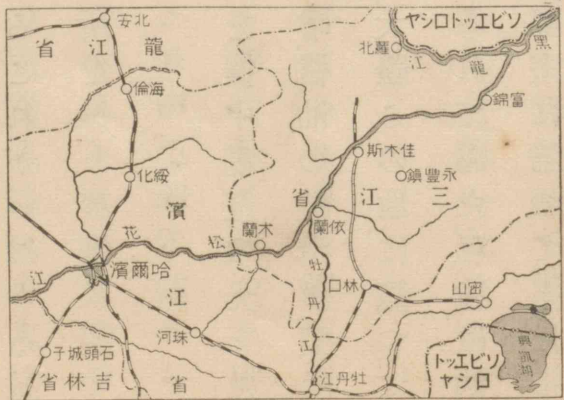 北安
龍江省
海倫
綏化
濱江省
松花江
哈爾濱
木蘭
珠河
石頭城子
吉林省
ソビエットロシヤ
黑龍江
蘿北
富錦
佳木斯
永豐鎭
三江省
依蘭
牡丹江
林口
密山
牡丹江
ソビエット
ロシヤ
興凱湖